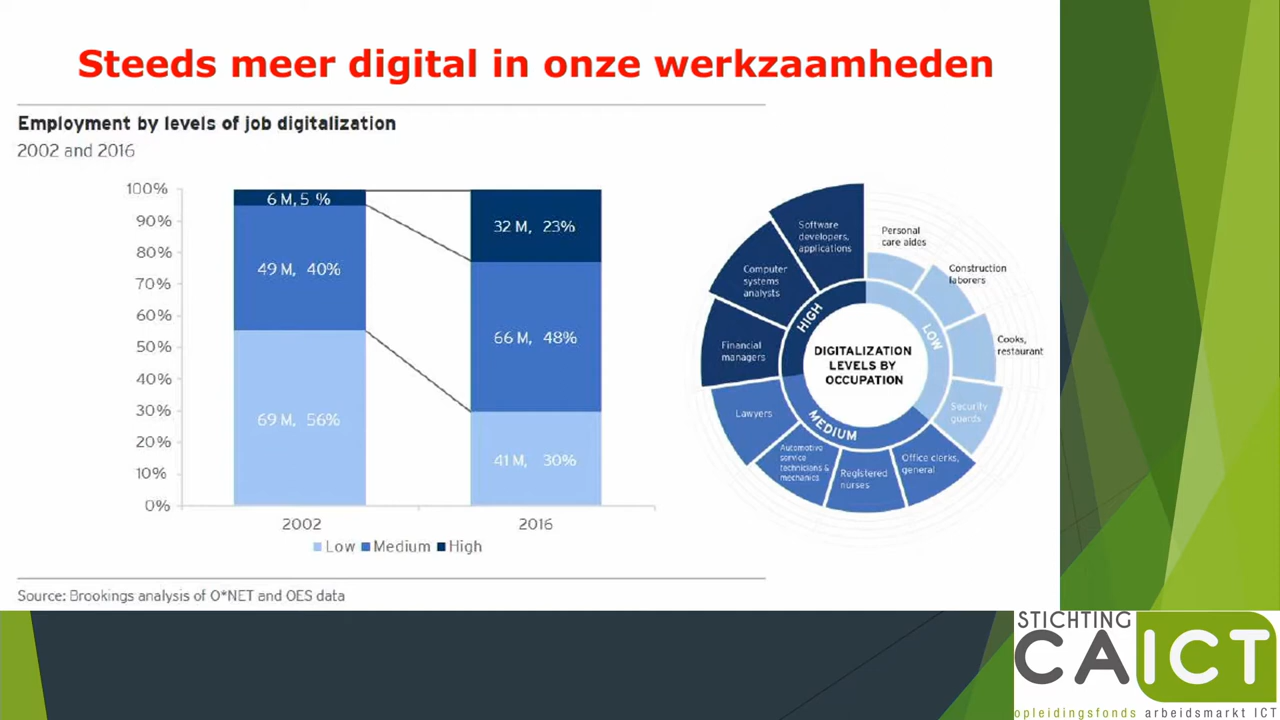 Steeds meer digital in onze werkzaamheden
Employment by levels of job digitalization
2002 and 2016
100%
90%
80%
70%
60%
50%
40%
30%
20%
10%
0%
6 M, 5 %
49 M, 40%
69 M, 56%
32 M, 23%
66 M, 48%
41 M, 30%
2002
2016
Low
Medium
High
Software
developers,
applications
Personal
care aides
Computer
systems
analysts
Construction
laborers
Financial
managers
Cooks,
restaurant
Lawyers
Security
guards
Automotive
service
technicians &
mechanics
Registered
nurses
Office clerks,
general
HIGH
LOW
MEDIUM
DIGITALIZATION
LEVELS BY
OCCUPATION
Source: Brookings analysis of O*NET and OES data
STICHTING
CAICT
opleidingsfonds arbeidsmarkt ICT